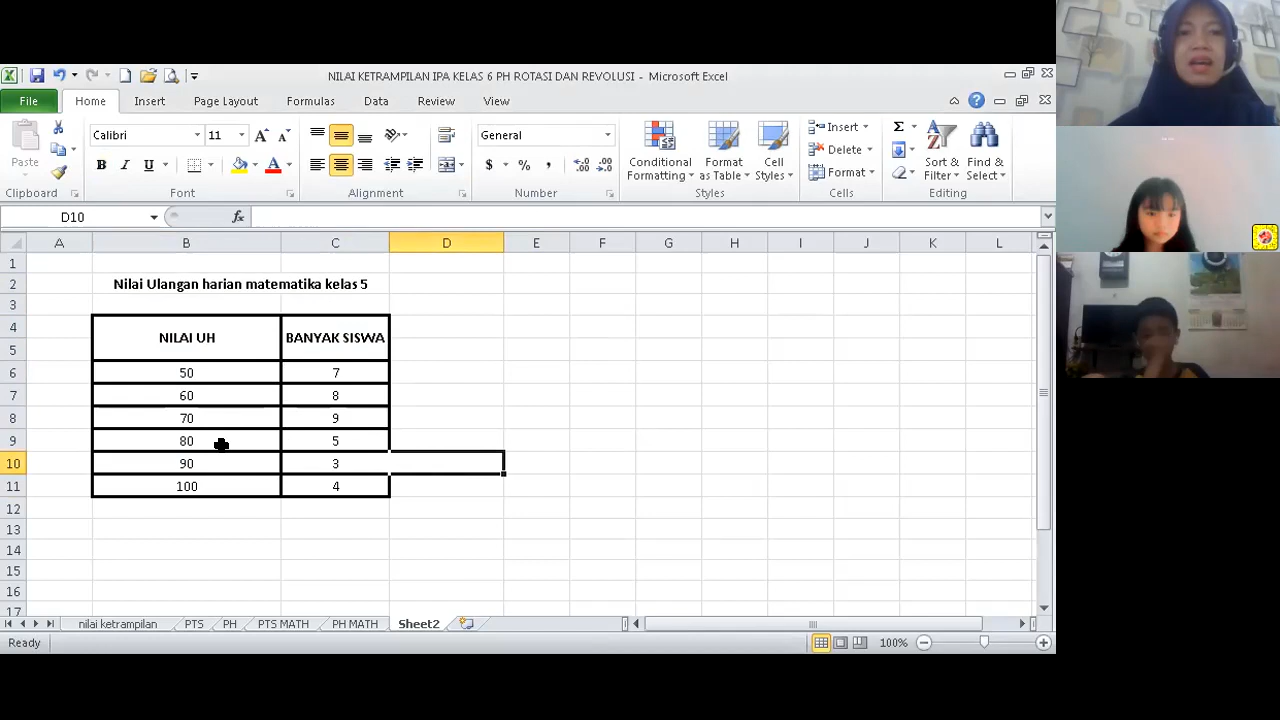 NILAI KETRAMPILAN IPA KELAS 6 PH ROTASI DAN REVOLUSI - Microsoft Excel
File Home Insert Page Layout Formulas Data Review View
Calibri 11 General
Paste
B I U $ % ,
Conditional Formatting
Format as Table
Cell Styles
Insert
Delete
Format
Sort & Filter
Find & Select
Clipboard Font Alignment Number Styles Cells Editing
D10 fx
A B C D E F G H I J K L
1
2 Nilai Ulangan harian matematika kelas 5
3
4 NILAI UH BANYAK SISWA
5
6 50 7
7 60 8
8 70 9
9 80 5
10 90 3
11 100 4
12
13
14
15
16
17
nilai ketrampilan PTS PH PTS MATH PH MATH Sheet2
Ready 100%